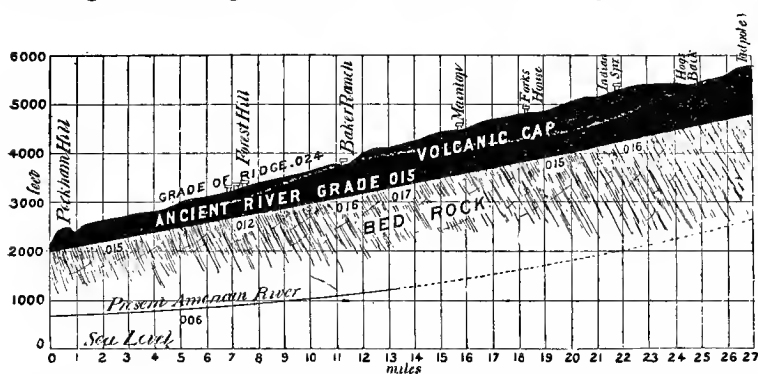 6000
5000
4000
3000
2000
1000
0
feet
Peckham Hill
Forest Hill
Baker Ranch
Forks House
Indian Spr.
Hogs Back
Tadpole
GRADE OF RIDGE .024
VOLCANIC CAP
ANCIENT RIVER GRADE 015
015
012
016
017
015
016
BED ROCK
Present American River
006
Sea Level
0 1 2 3 4 5 6 7 8 9 10 11 12 13 14 15 16 17 18 19 20 21 22 23 24 25 26 27
miles